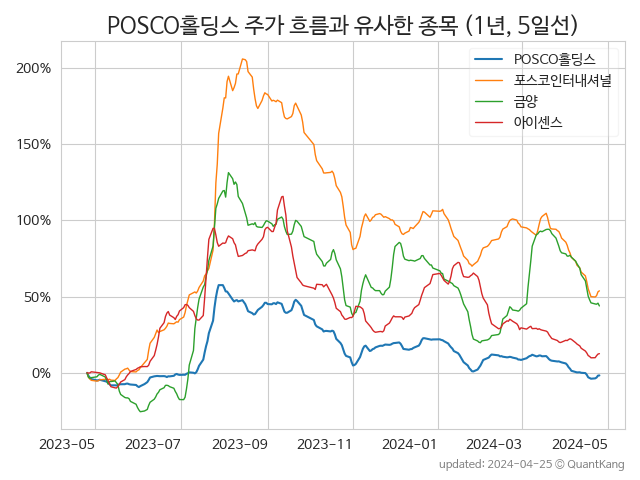 POSCO홀딩스 주가 흐름과 유사한 종목 (1년, 5일선)
POSCO홀딩스
포스코인터내셔널
금양
아이센스
200%
150%
100%
50%
0%
2023-05 2023-07 2023-09 2023-11 2024-01 2024-03 2024-05
updated: 2024-04-25 © QuantKang